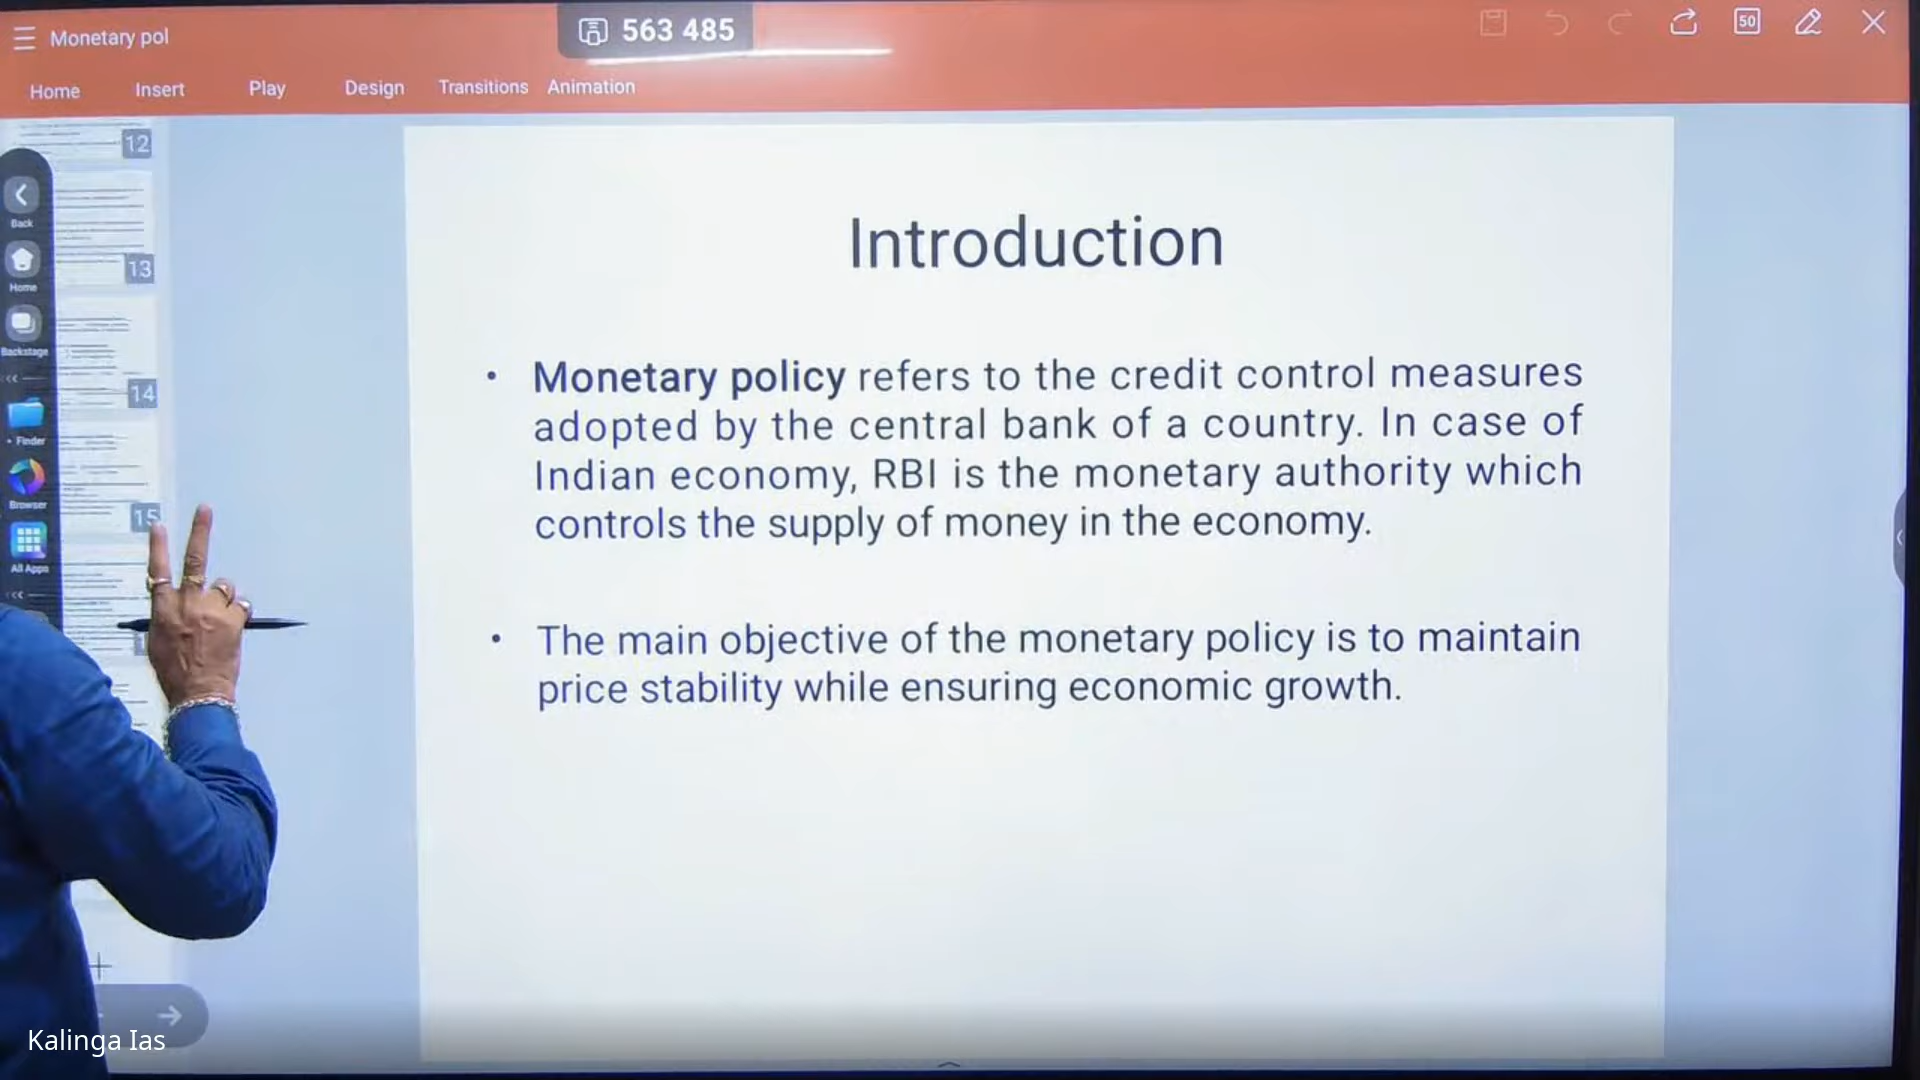 Monetary pol
563 485
50
Home Insert Play Design Transitions Animation
12
13
14
15
Back
Home
Backstage
Finder
Browser
All Apps
Introduction
• Monetary policy refers to the credit control measures
adopted by the central bank of a country. In case of
Indian economy, RBI is the monetary authority which
controls the supply of money in the economy.
• The main objective of the monetary policy is to maintain
price stability while ensuring economic growth.
Kalinga Ias